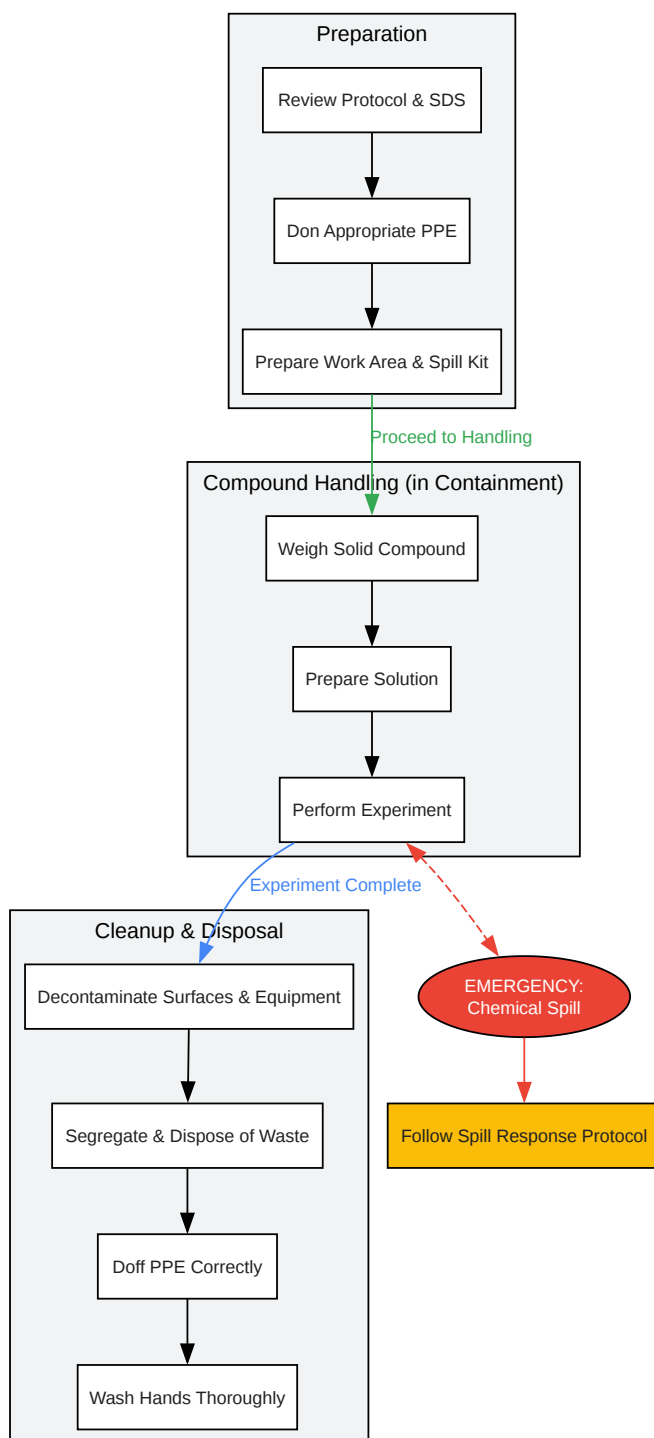 Preparation
Review Protocol & SDS
Don Appropriate PPE
Prepare Work Area & Spill Kit
Proceed to Handling
Compound Handling (in Containment)
Weigh Solid Compound
Prepare Solution
Perform Experiment
Experiment Complete
Cleanup & Disposal
Decontaminate Surfaces & Equipment
EMERGENCY:
Chemical Spill
Segregate & Dispose of Waste
Follow Spill Response Protocol
Doff PPE Correctly
Wash Hands Thoroughly